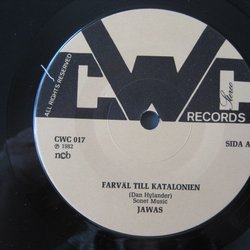 ALL RIGHTS RESERVED
CWC
Stereo
RECORDS
CWC 017
℗ 1982
ncb
SIDA A
FARVÄL TILL KATALONIEN
(Dan Hylander)
Sonet Music
JAWAS